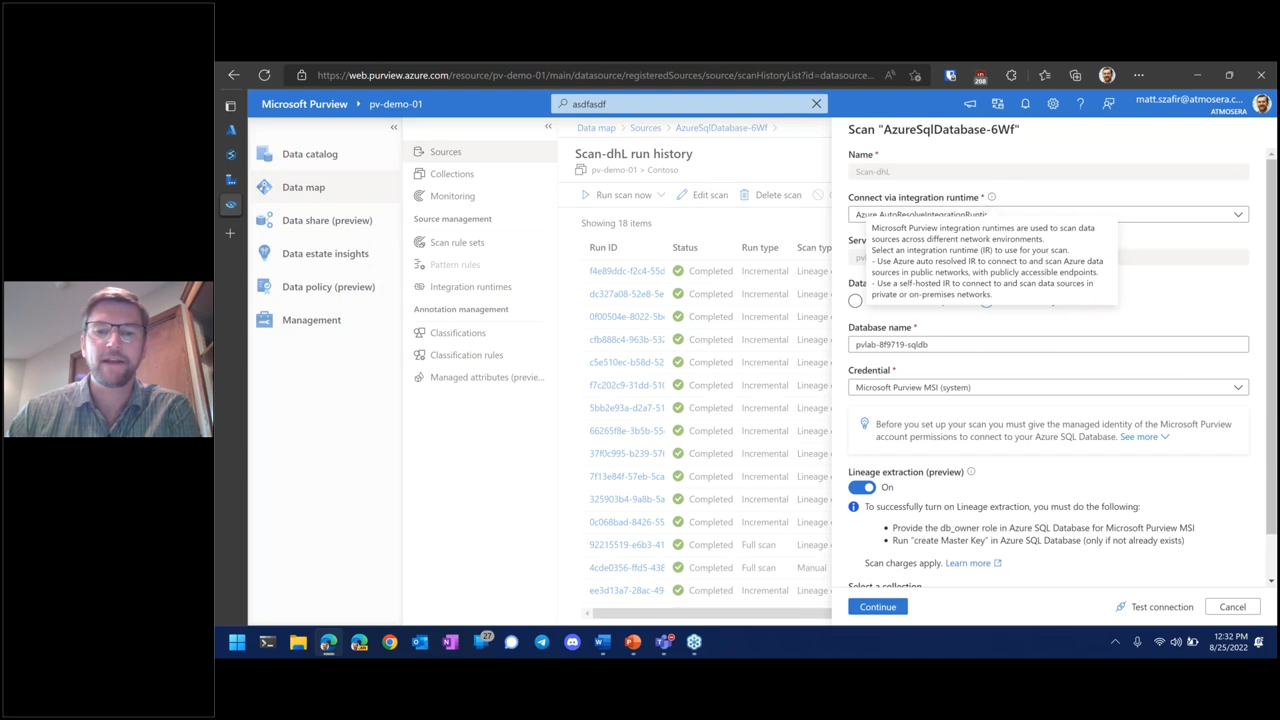 https://web.purview.azure.com/resource/pv-demo-01/main/datasource/registeredSources/source/scanHistoryList?id=datasource...
208
Microsoft Purview
pv-demo-01
asdfasdf
matt.szafir@atmosera.c...
ATMOSERA
Data catalog
Data map
Data share (preview)
Data estate insights
Data policy (preview)
Management
Sources
Collections
Monitoring
Source management
Scan rule sets
Pattern rules
Integration runtimes
Annotation management
Classifications
Classification rules
Managed attributes (previe...
Data map > Sources > AzureSqlDatabase-6Wf >
Scan-dhL run history
pv-demo-01 > Contoso
Run scan now
Edit scan
Delete scan
Showing 18 items
Run ID Status Run type Scan type
f4e89ddc-f2c4-55d Completed Incremental Lineage
dc327a08-52e8-5e Completed Incremental Lineage
0f00504e-8022-5b Completed Incremental Lineage
cfb888c4-963b-532 Completed Incremental Lineage
c5e510ec-b58d-52 Completed Incremental Lineage
f7c202c9-31dd-510 Completed Incremental Lineage
5bb2e93a-d2a7-51 Completed Incremental Lineage
66265f8e-3b5b-55 Completed Incremental Lineage
37f0c995-b239-576 Completed Incremental Lineage
7f13e84f-57eb-5ca Completed Incremental Lineage
325903b4-9a8b-5a Completed Incremental Lineage
0c068bad-8426-55 Completed Incremental Lineage
92215519-e6b3-41 Completed Full scan Lineage
4cde0356-ffd5-438 Completed Full scan Manual
ee3d13a7-28ac-49 Completed Incremental Lineage
Scan "AzureSqlDatabase-6Wf"
Name *
Scan-dhL
Connect via integration runtime *
Azure AutoResolveIntegrationRuntime
Microsoft Purview integration runtimes are used to scan data
sources across different network environments.
Select an integration runtime (IR) to use for your scan.
- Use Azure auto resolved IR to connect to and scan Azure data
sources in public networks, with publicly accessible endpoints.
- Use a self-hosted IR to connect to and scan data sources in
private or on-premises networks.
Database name *
pvlab-8f9719-sqldb
Credential *
Microsoft Purview MSI (system)
Before you set up your scan you must give the managed identity of the Microsoft Purview
account permissions to connect to your Azure SQL Database. See more
Lineage extraction (preview)
On
To successfully turn on Lineage extraction, you must do the following:
• Provide the db_owner role in Azure SQL Database for Microsoft Purview MSI
• Run "create Master Key" in Azure SQL Database (only if not already exists)
Scan charges apply. Learn more
Select a collection
Continue
Test connection
Cancel
27
12:32 PM
8/25/2022